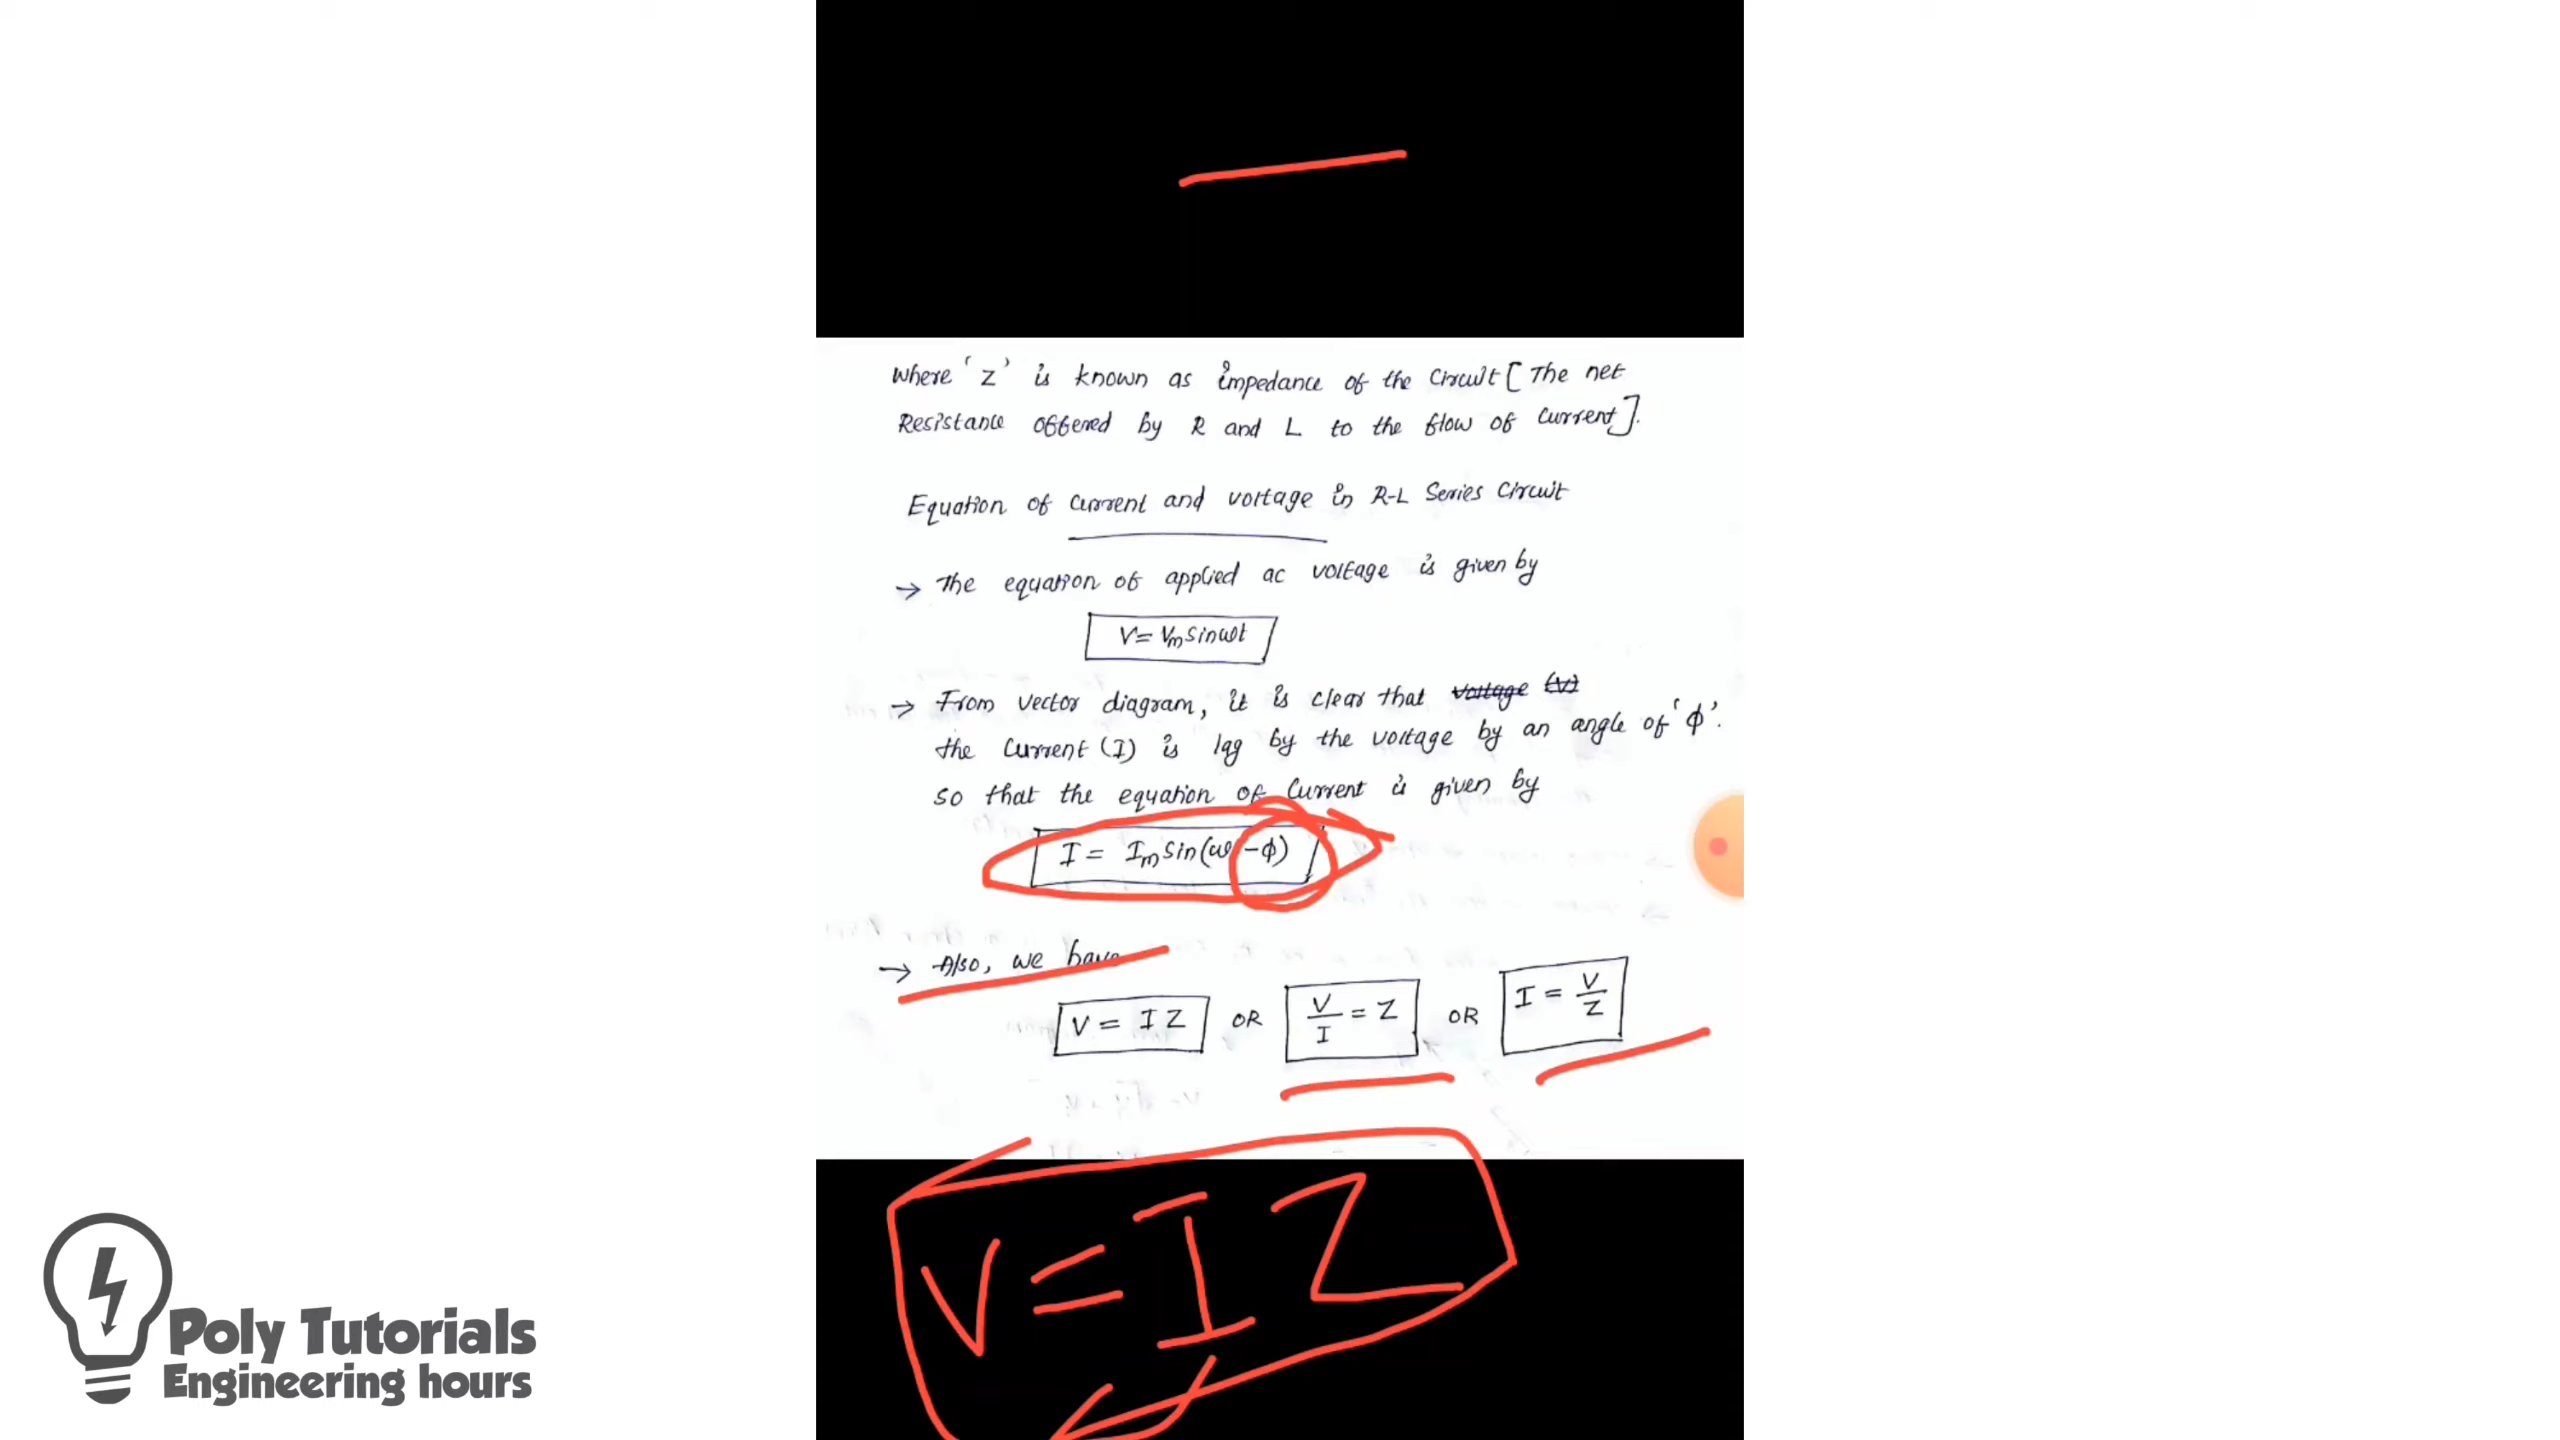 where 'Z' is known as impedance of the circuit [The net
Resistance offered by R and L to the flow of current].
Equation of current and voltage in R-L Series Circuit
→ The equation of applied ac voltage is given by
V = Vm sinωt
→ From vector diagram, it is clear that voltage (V)
the current (I) is lag by the voltage by an angle of 'ϕ'.
so that the equation of current is given by
I = Im sin(ω -ϕ)
→ Also, we have
V = I Z OR V/I = Z OR I = V/Z
V = I Z
Poly Tutorials
Engineering hours